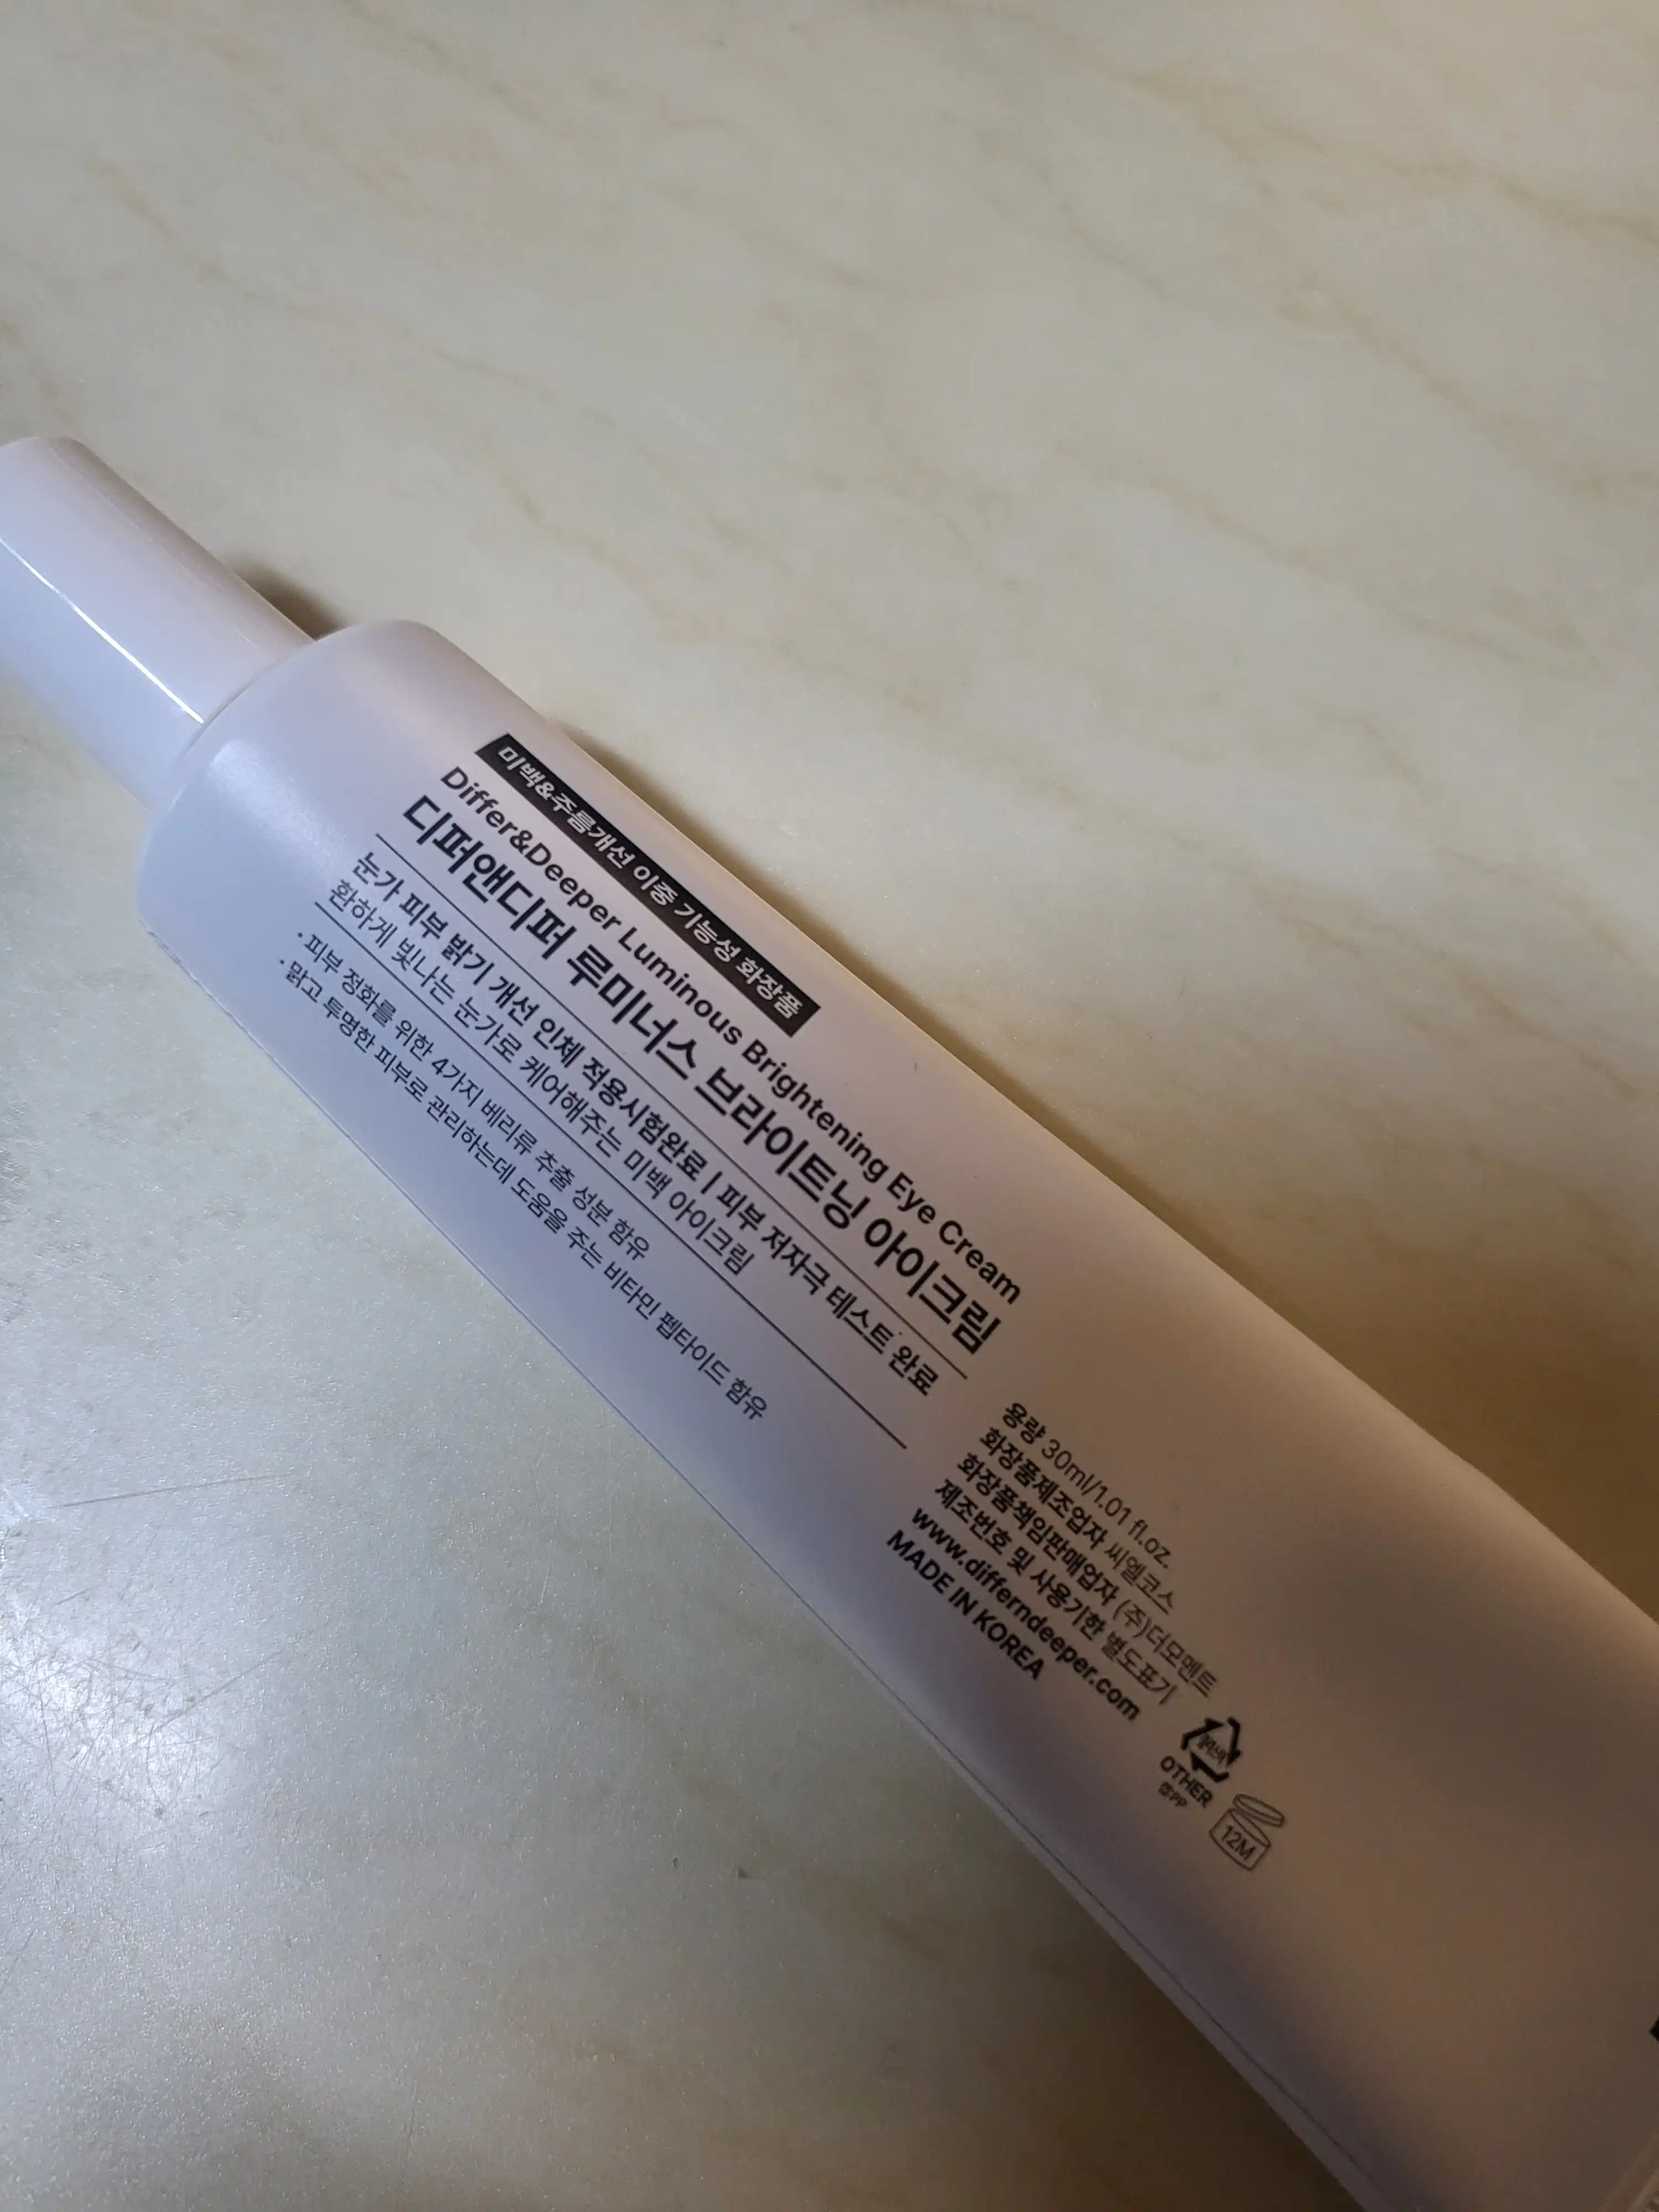 미백&주름개선 이중 기능성 화장품
Differ&Deeper Luminous Brightening Eye Cream
디퍼앤디퍼 루미너스 브라이트닝 아이크림
눈가 피부 밝기 개선 인체 적용시험완료 | 피부 저자극 테스트 완료
환하게 빛나는 눈가로 케어해주는 미백 아이크림
· 피부 정화를 위한 4가지 베리류 추출 성분 함유
· 맑고 투명한 피부로 관리하는데 도움을 주는 비타민 펩타이드 함유
용량 30ml/1.01 fl.oz.
화장품제조업자 씨엘코스
화장품책임판매업자 (주)더모멘트
제조번호 및 사용기한 별도표기
www.differndeeper.com
MADE IN KOREA
OTHER
캡:PP
12M